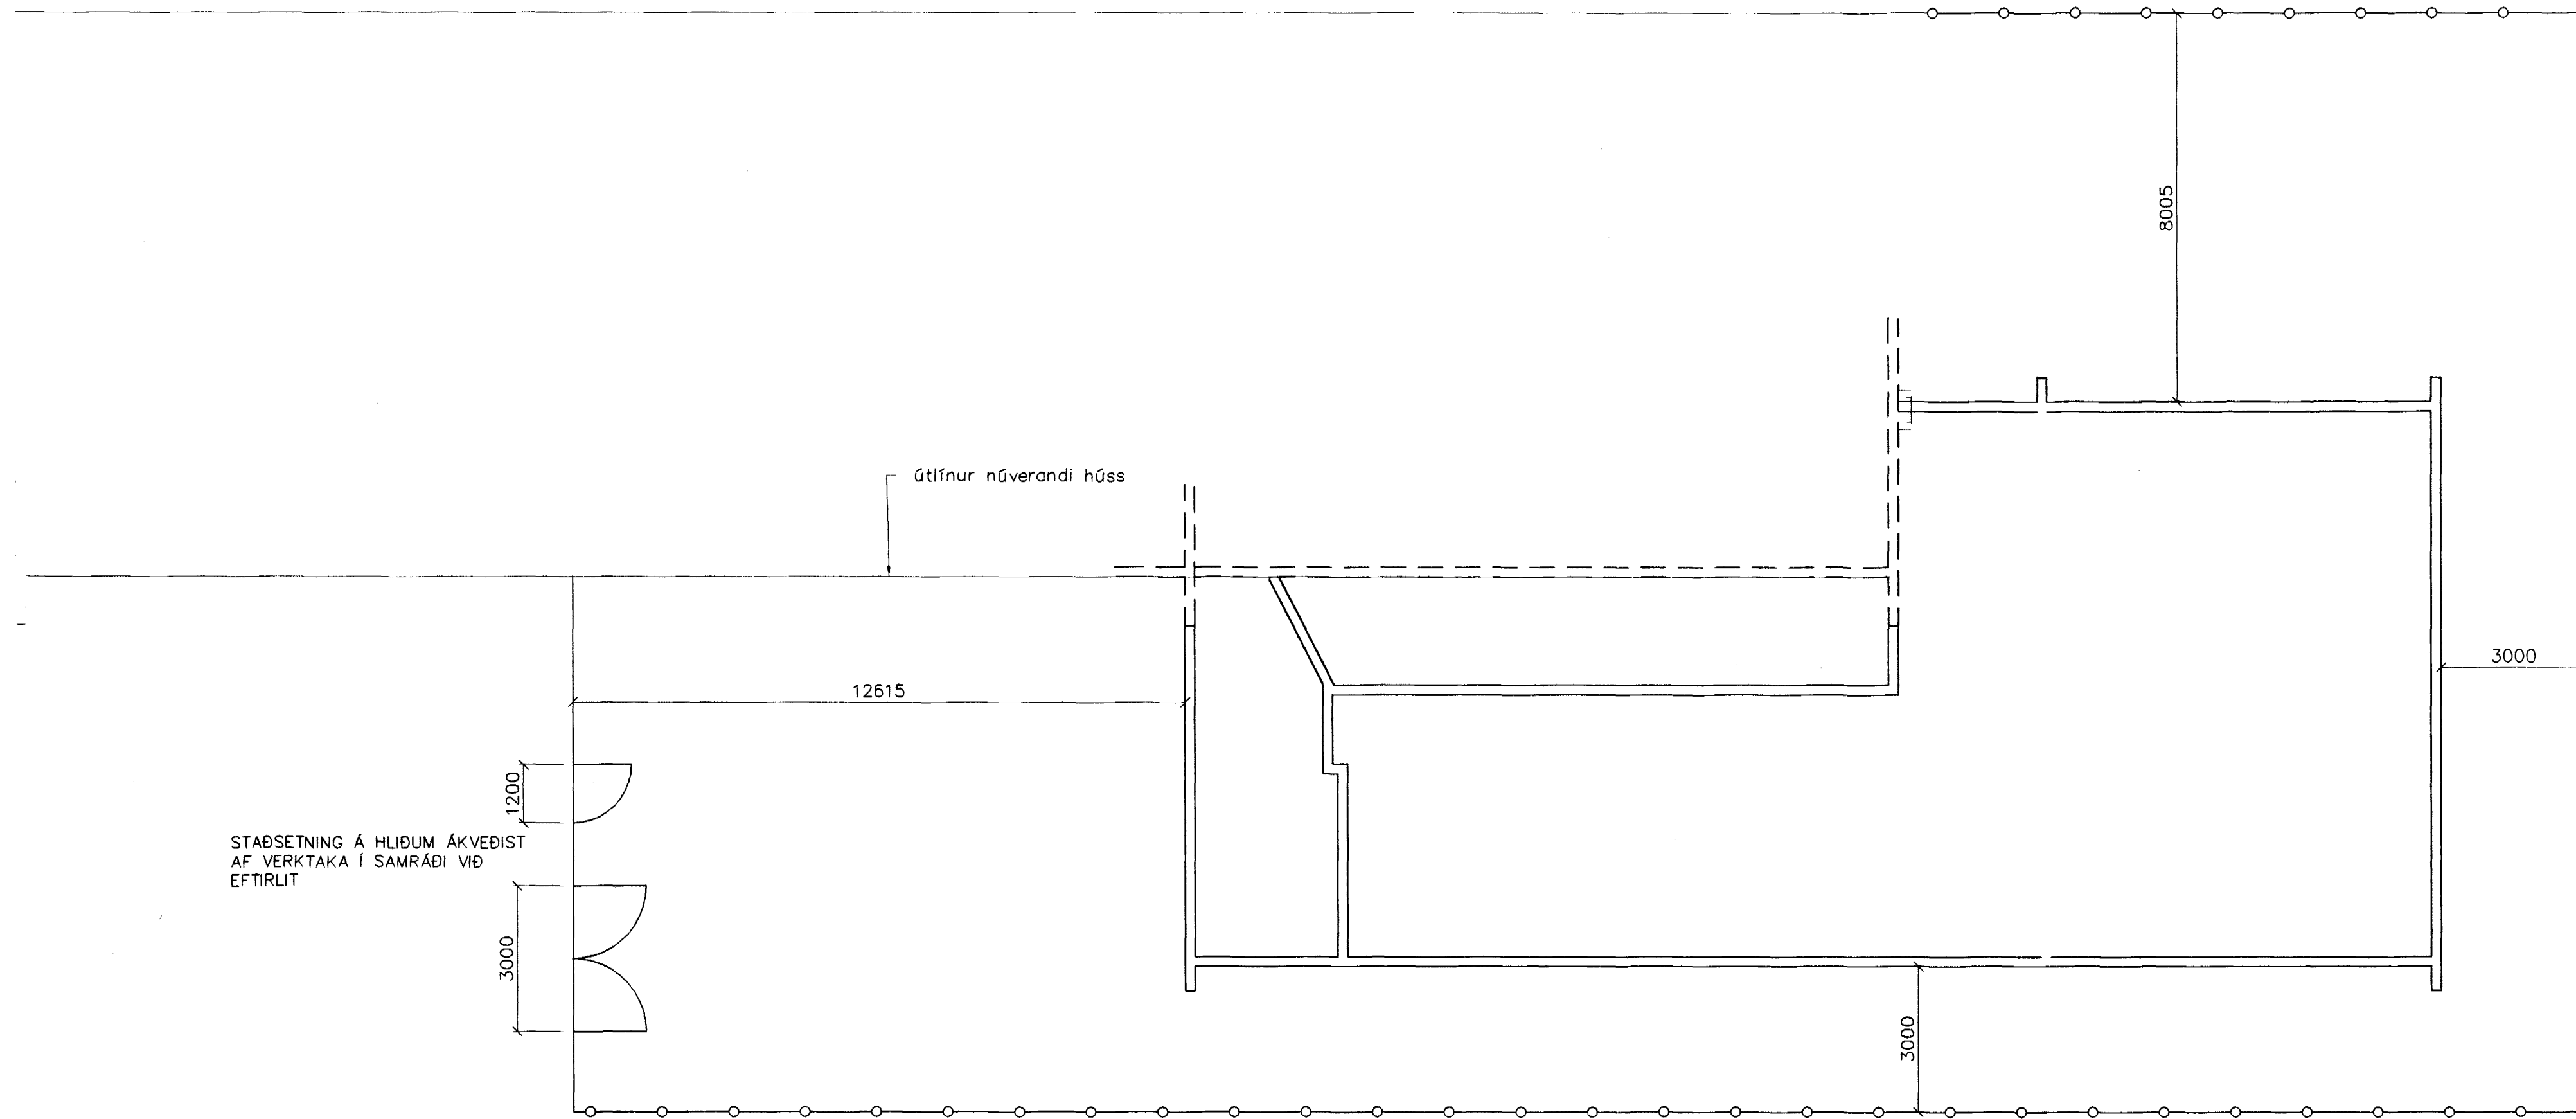 8005
útlínur núverandi húss
3000
12615
1200
STAÐSETNING Á HLIÐUM ÁKVEÐIST
AF VERKTAKA Í SAMRÁÐI VIÐ
EFTIRLIT
3000
3000